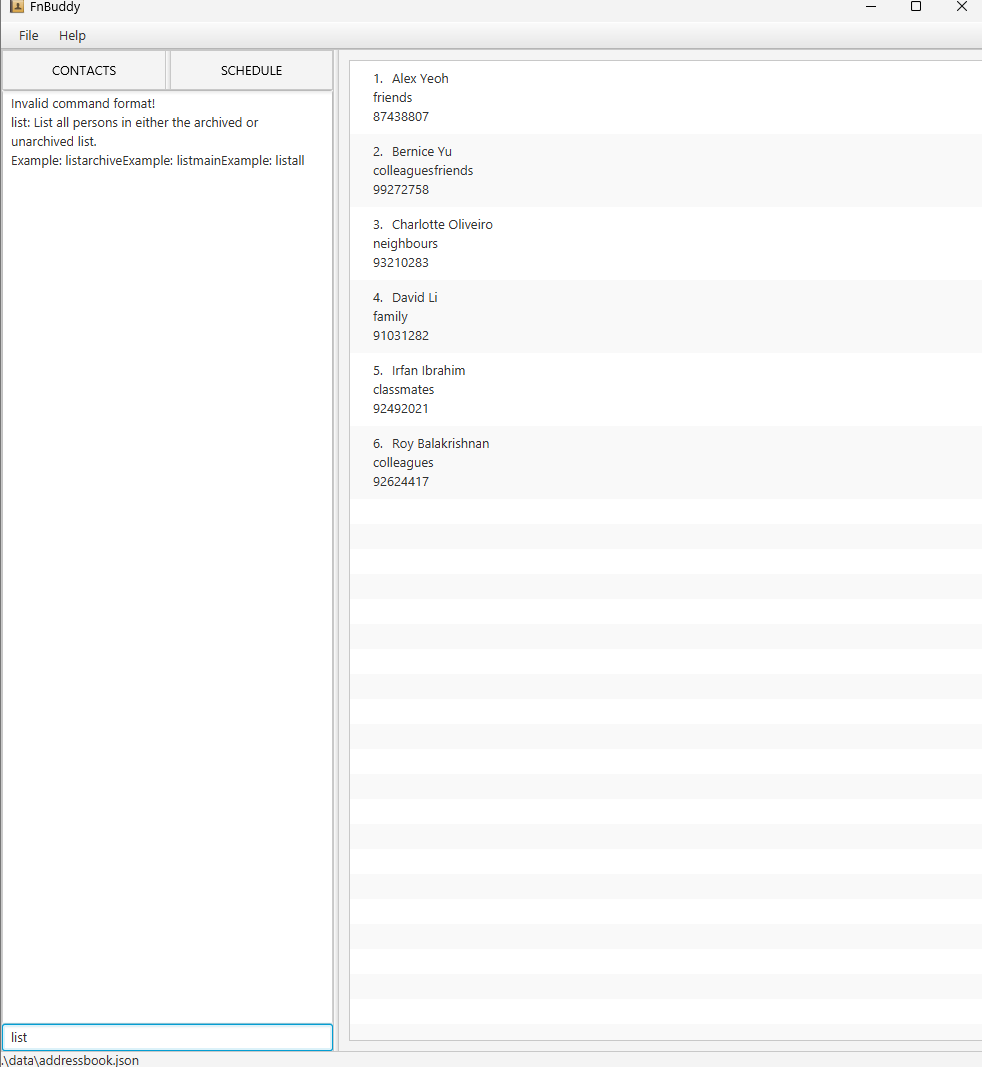 FnBuddy
File Help
CONTACTS SCHEDULE
Invalid command format!
list: List all persons in either the archived or
unarchived list.
Example: listarchiveExample: listmainExample: listall
1. Alex Yeoh
friends
87438807
2. Bernice Yu
colleaguesfriends
99272758
3. Charlotte Oliveiro
neighbours
93210283
4. David Li
family
91031282
5. Irfan Ibrahim
classmates
92492021
6. Roy Balakrishnan
colleagues
92624417
list
.\data\addressbook.json